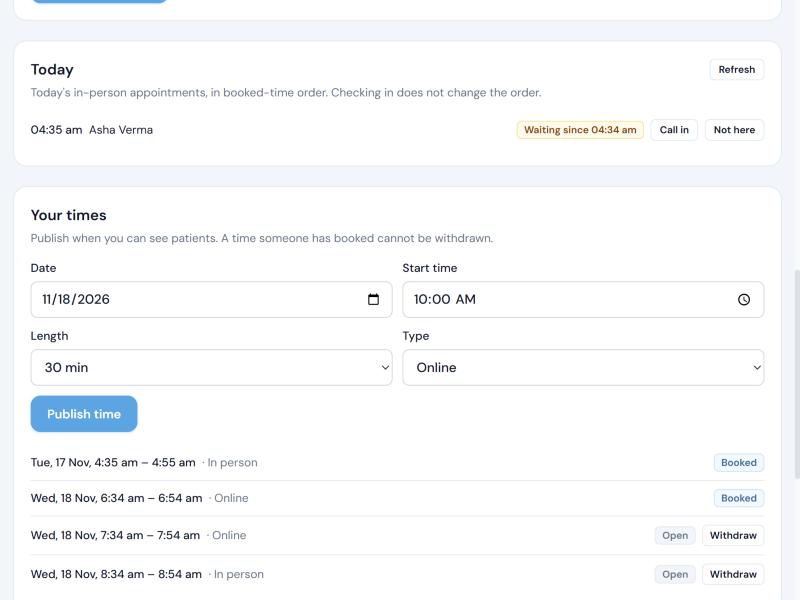 Today
Refresh
Today's in-person appointments, in booked-time order. Checking in does not change the order.
04:35 am Asha Verma Waiting since 04:34 am Call in Not here
Your times
Publish when you can see patients. A time someone has booked cannot be withdrawn.
Date Start time
11/18/2026 10:00 AM
Length Type
30 min Online
Publish time
Tue, 17 Nov, 4:35 am – 4:55 am · In person Booked
Wed, 18 Nov, 6:34 am – 6:54 am · Online Booked
Wed, 18 Nov, 7:34 am – 7:54 am · Online Open Withdraw
Wed, 18 Nov, 8:34 am – 8:54 am · In person Open Withdraw